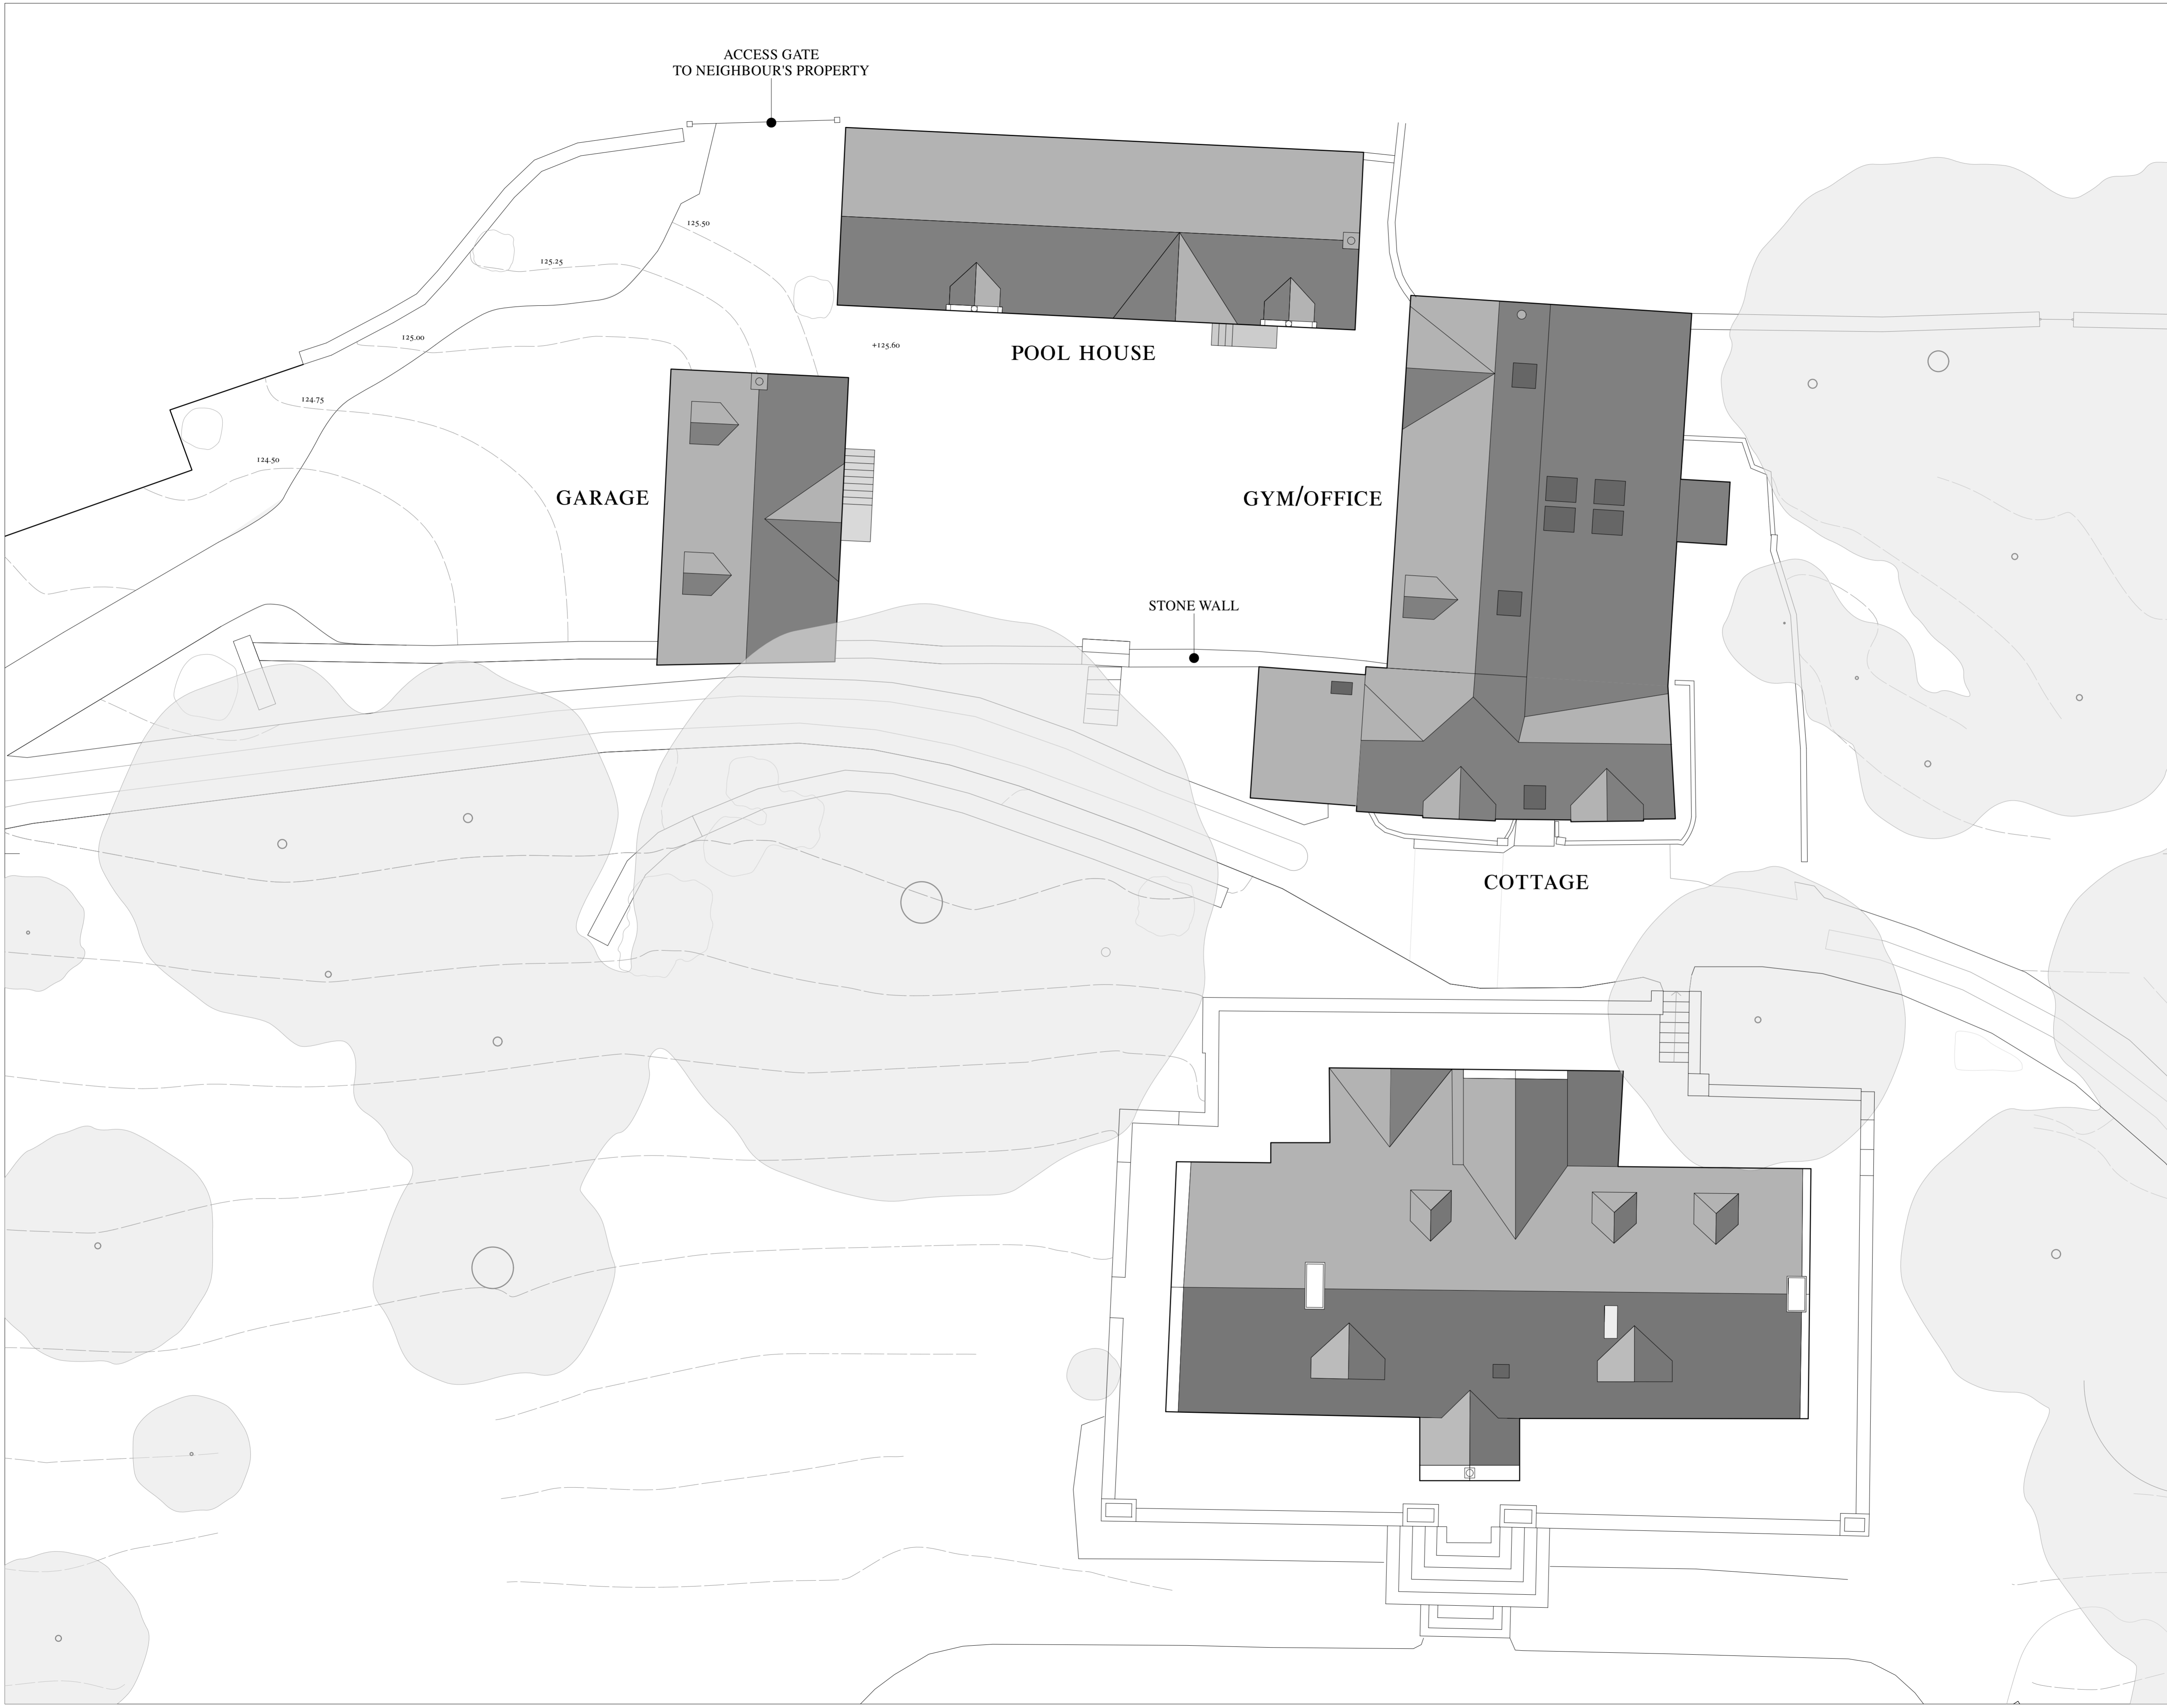 ACCESS GATE
TO NEIGHBOUR'S PROPERTY
125.50
125.25
125.00
+125.60
POOL HOUSE
124.75
124.50
GARAGE
GYM/OFFICE
STONE WALL
COTTAGE